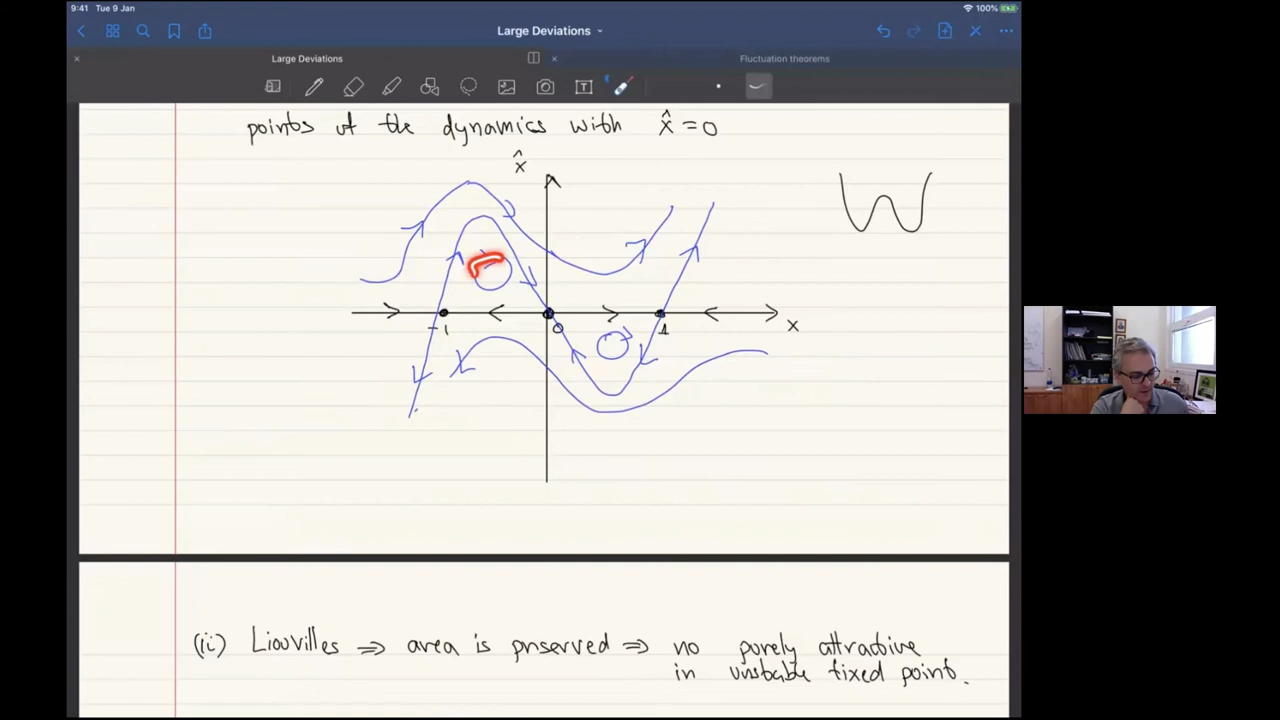 9:41 Tue 9 Jan
100%
Large Deviations
Large Deviations
Fluctuation theorems
points of the dynamics with x̂ = 0
x̂
-1
0
1
x
(ii) Liouvilles ⇒ area is prserved ⇒ no purely attractive
in unstable fixed point.